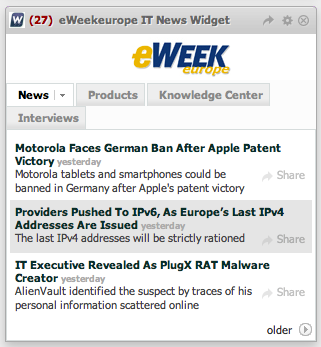 W (27) eWeekeurope IT News Widget
eWEEK
europe
News Products Knowledge Center
Interviews
Motorola Faces German Ban After Apple Patent
Victory yesterday
Motorola tablets and smartphones could be
banned in Germany after Apple's patent victory
Share
Providers Pushed To IPv6, As Europe's Last IPv4
Addresses Are Issued yesterday
The last IPv4 addresses will be strictly rationed
Share
IT Executive Revealed As PlugX RAT Malware
Creator yesterday
AlienVault identified the suspect by traces of his
personal information scattered online
Share
older